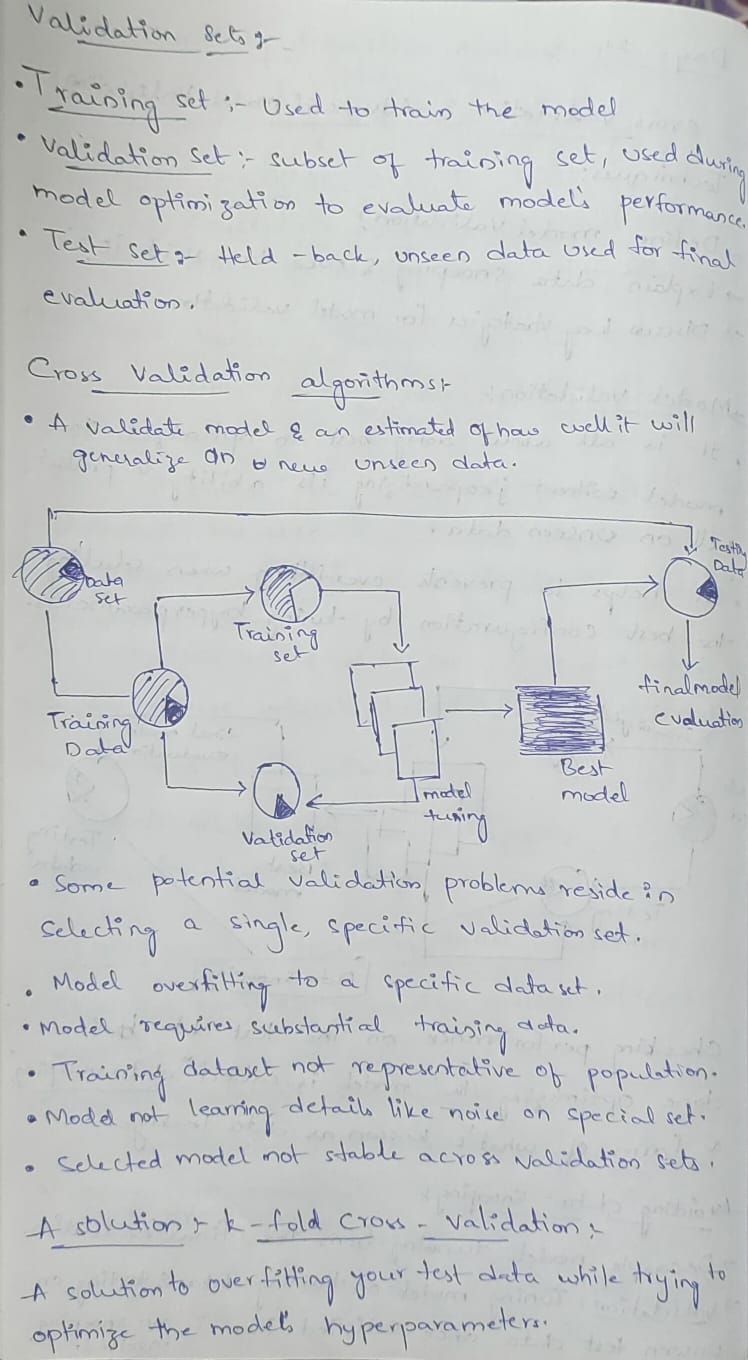 Validation Sets :-
• Training set :- Used to train the model
• Validation Set :- subset of training set, used during
model optimization to evaluate model's performance.
• Test Set :- Held - back, unseen data used for final
evaluation.
Cross Validation algorithms :-
• A validate model & an estimated of how well it will
generalize on new unseen data.
Data
set
Testing
Data
Training
set
Training
Data
final model
evaluation
Best
model
model
tuning
Validation
set
• Some potential validation problems reside in
selecting a single, specific validation set.
• Model overfitting to a specific data set.
• Model requires substantial training data.
• Training dataset not representative of population.
• Model not learning details like noise on special set.
• Selected model not stable across validation sets.
A solution :- k - fold cross - validation :-
A solution to over fitting your test data while trying to
optimize the model's hyperparameters.